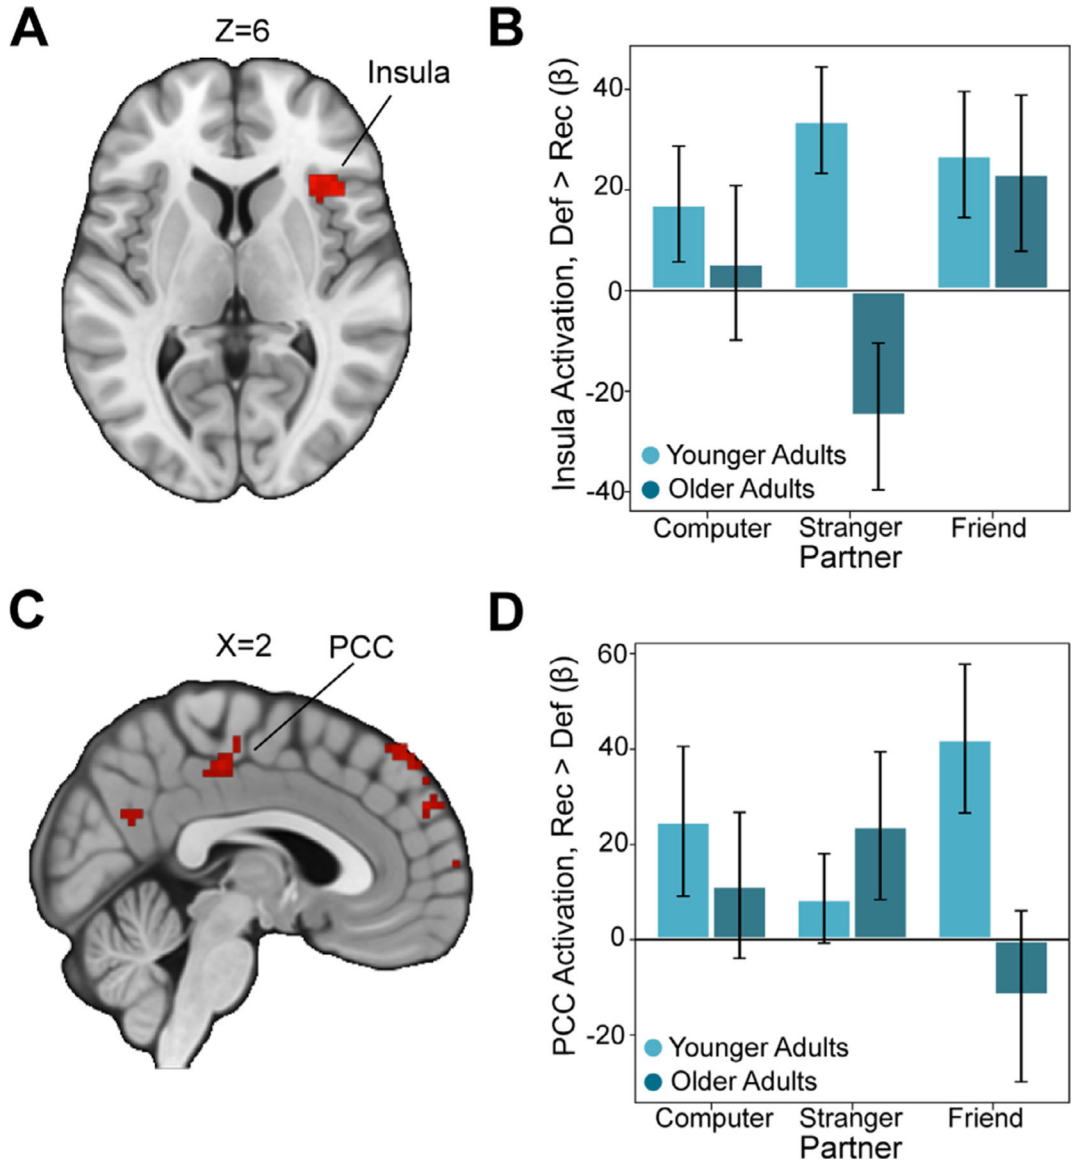 A
Z=6
Insula
B
Insula Activation, Def > Rec (β)
40
20
0
-20
-40
Younger Adults
Older Adults
Computer Stranger Friend
Partner
C
X=2
PCC
D
PCC Activation, Rec > Def (β)
60
40
20
0
-20
Younger Adults
Older Adults
Computer Stranger Friend
Partner